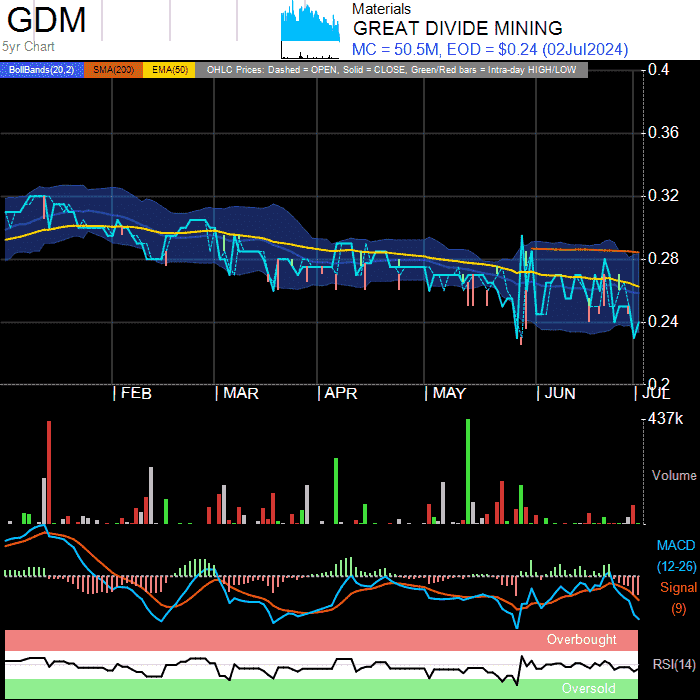 GDM
5yr Chart
Materials
GREAT DIVIDE MINING
MC = 50.5M, EOD = $0.24 (02Jul2024)
BollBands(20,2) SMA(200) EMA(50) OHLC Prices: Dashed = OPEN, Solid = CLOSE, Green/Red bars = Intra-day HIGH/LOW
0.4
0.36
0.32
0.28
0.24
0.2
FEB MAR APR MAY JUN JUL
437k
Volume
MACD
(12-26)
Signal
(9)
Overbought
RSI(14)
Oversold